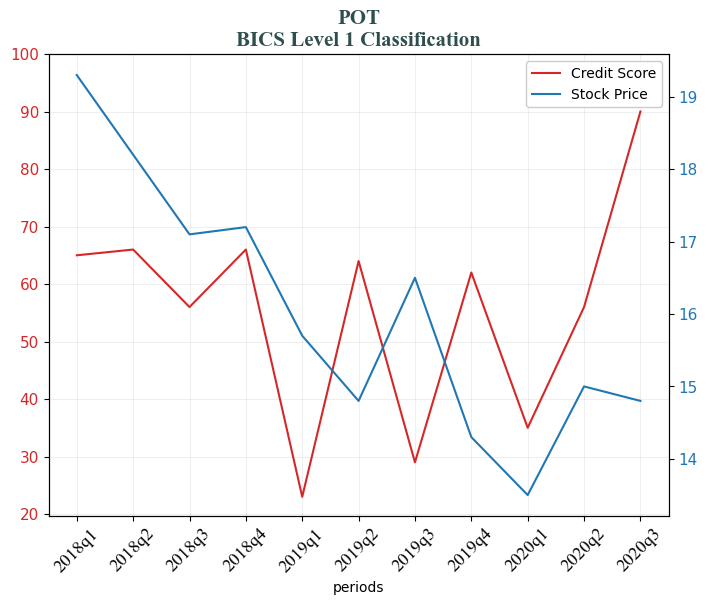 POT
BICS Level 1 Classification
Credit Score
Stock Price
100
90
80
70
60
50
40
30
20
19
18
17
16
15
14
2018q1
2018q2
2018q3
2018q4
2019q1
2019q2
2019q3
2019q4
2020q1
2020q2
2020q3
periods